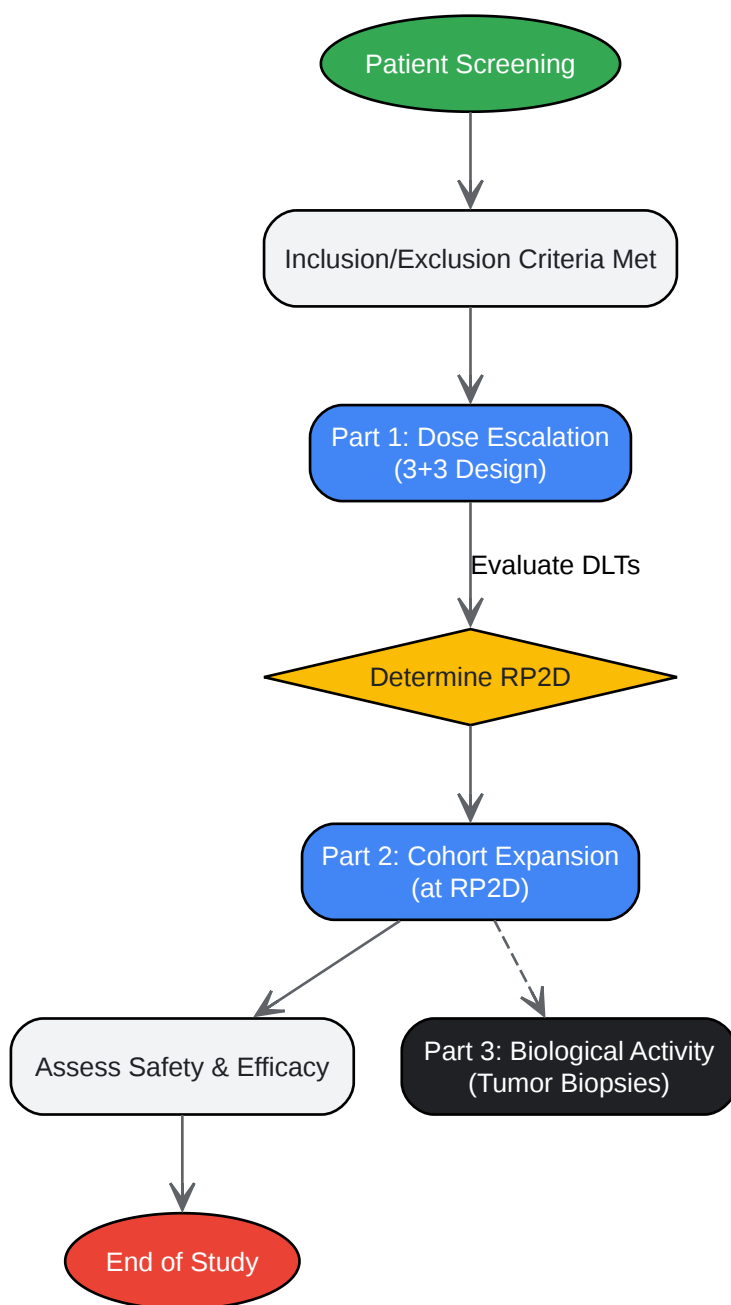 Patient Screening
Inclusion/Exclusion Criteria Met
Part 1: Dose Escalation
(3+3 Design)
Evaluate DLTs
Determine RP2D
Part 2: Cohort Expansion
(at RP2D)
Assess Safety & Efficacy
Part 3: Biological Activity
(Tumor Biopsies)
End of Study